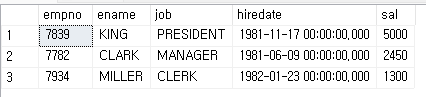 empno ename job hiredate sal
1 7839 KING PRESIDENT 1981-11-17 00:00:00,000 5000
2 7782 CLARK MANAGER 1981-06-09 00:00:00,000 2450
3 7934 MILLER CLERK 1982-01-23 00:00:00,000 1300